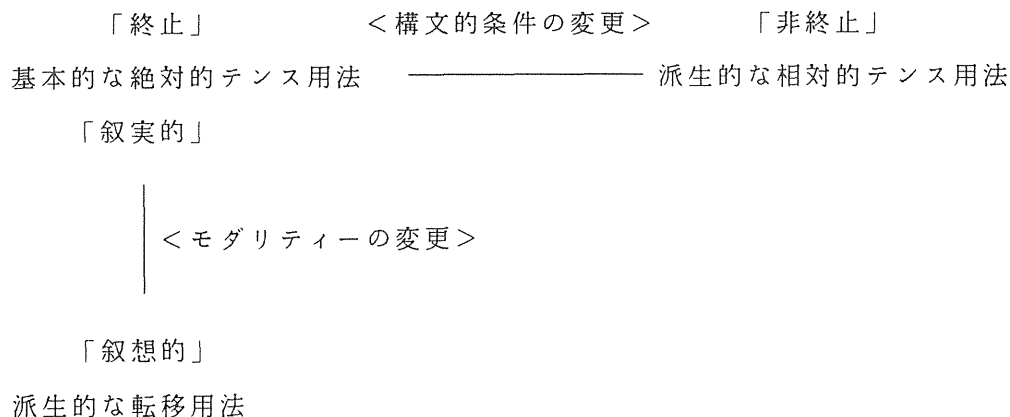 「終止」 <構文的条件の変更> 「非終止」
基本的な絶対的テンス用法 派生的な相対的テンス用法
「叙実的」
<モダリティーの変更>
「叙想的」
派生的な転移用法